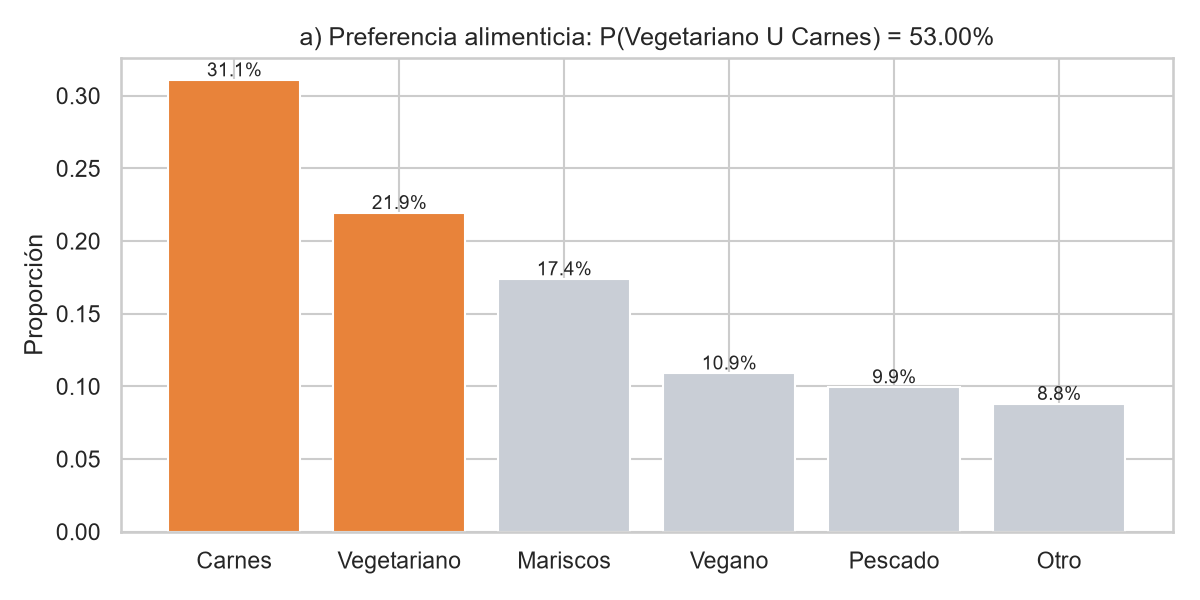 a) Preferencia alimenticia: P(Vegetariano U Carnes) = 53.00%
31.1%
21.9%
17.4%
10.9%
9.9%
8.8%
0.30
0.25
0.20
0.15
0.10
0.05
0.00
Proporción
Carnes
Vegetariano
Mariscos
Vegano
Pescado
Otro